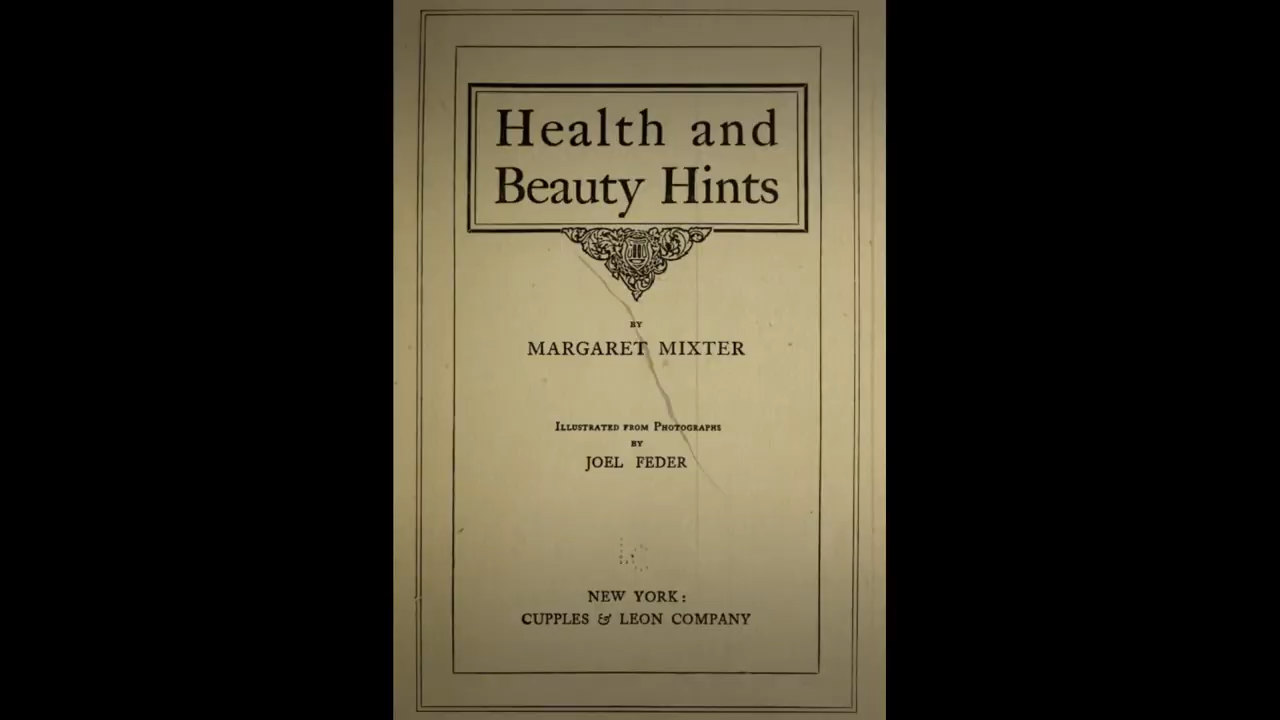 Health and
Beauty Hints
BY
MARGARET MIXTER
ILLUSTRATED FROM PHOTOGRAPHS
BY
JOEL FEDER
NEW YORK:
CUPPLES & LEON COMPANY